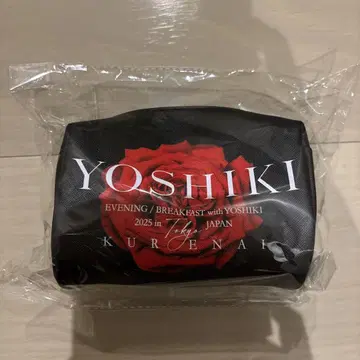 YOSHIKI
EVENING / BREAKFAST with YOSHIKI
2025 in Tokyo JAPAN
KURENAI